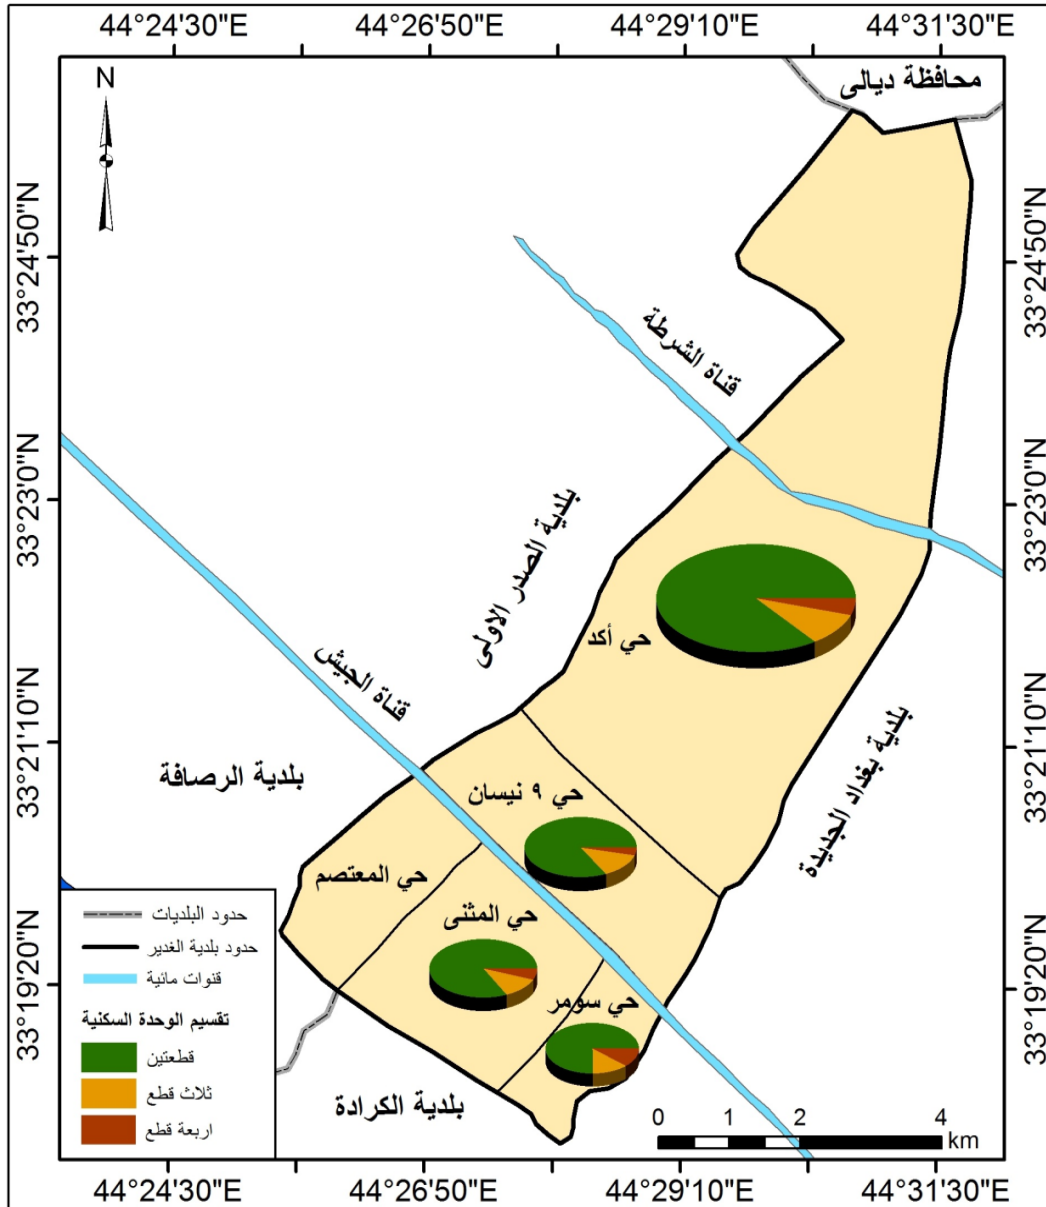 44°24'30"E
44°26'50"E
44°29'10"E
44°31'30"E
محافظة ديالى
N
33°24'50"N
33°24'50"N
قناة الشرطة
33°23'0"N
33°23'0"N
بلدية الصدر الاولى
حي أكد
قناة الجيش
33°21'10"N
33°21'10"N
بلدية الرصافة
بلدية بغداد الجديدة
حي ٩ نيسان
حي المعتصم
حي المثنى
حي سومر
33°19'20"N
33°19'20"N
حدود البلديات
حدود بلدية الغدير
قنوات مائية
تقسيم الوحدة السكنية
قطعتين
ثلاث قطع
اربعة قطع
بلدية الكرادة
0 1 2 4
km
44°24'30"E
44°26'50"E
44°29'10"E
44°31'30"E